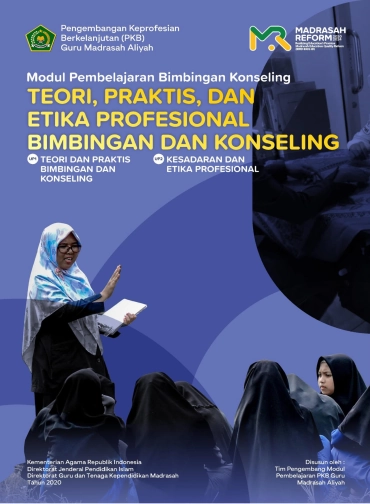 Pengembangan Keprofesian
Berkelanjutan (PKB)
Guru Madrasah Aliyah
MADRASAH
REFORM
Modul Pembelajaran Bimbingan Konseling
TEORI, PRAKTIS, DAN
ETIKA PROFESIONAL
BIMBINGAN DAN KONSELING
UP1 TEORI DAN PRAKTIS
BIMBINGAN DAN
KONSELING
UP2 KESADARAN DAN
ETIKA PROFESIONAL
Kementerian Agama Republik Indonesia
Direktorat Jenderal Pendidikan Islam
Direktorat Guru dan Tenaga Kependidikan Madrasah
Tahun 2020
Disusun oleh :
Tim Pengembang Modul
Pembelajaran PKB Guru
Madrasah Aliyah